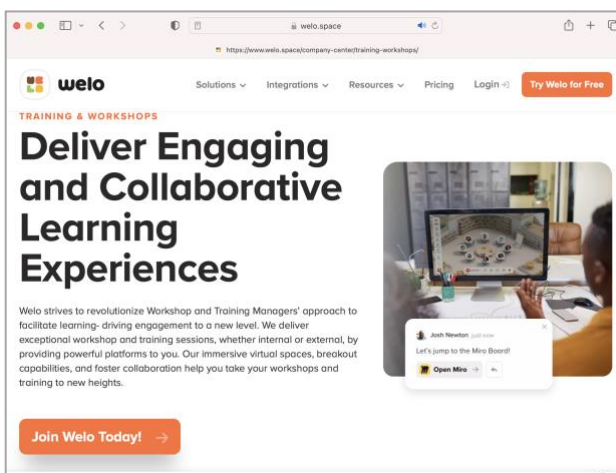 welo.space
https://www.welo.space/company-center/training-workshops/
welo
Solutions Integrations Resources Pricing Login Try Welo for Free
TRAINING & WORKSHOPS
Deliver Engaging
and Collaborative
Learning
Experiences
Welo strives to revolutionize Workshop and Training Managers' approach to
facilitate learning- driving engagement to a new level. We deliver
exceptional workshop and training sessions, whether internal or external, by
providing powerful platforms to you. Our immersive virtual spaces, breakout
capabilities, and foster collaboration help you take your workshops and
training to new heights.
Join Welo Today!
Josh Newton just now
Let's jump to the Miro Board!
Open Miro